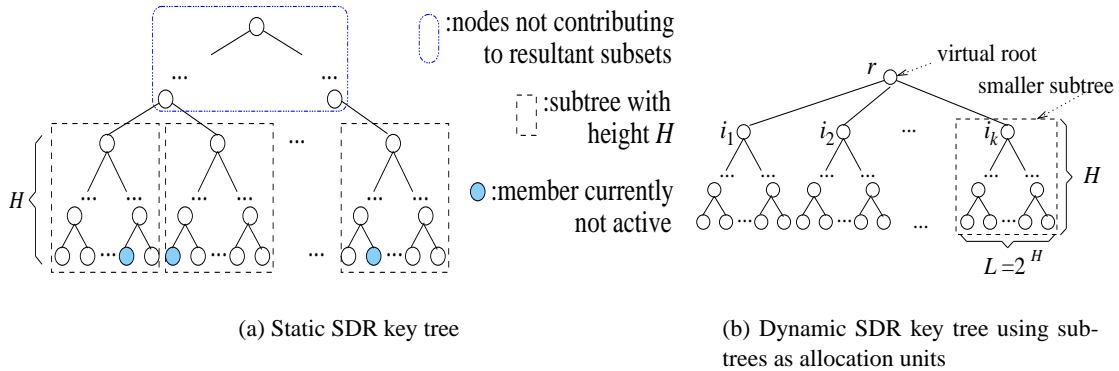 :nodes not contributing
to resultant subsets
:subtree with
height H
:member currently
not active
H
...
...
...
...
...
...
...
...
...
...
...
(a) Static SDR key tree
virtual root
r
smaller subtree
i1
i2
...
ik
H
...
...
...
...
...
...
...
...
...
...
L =2^H
(b) Dynamic SDR key tree using sub-
trees as allocation units